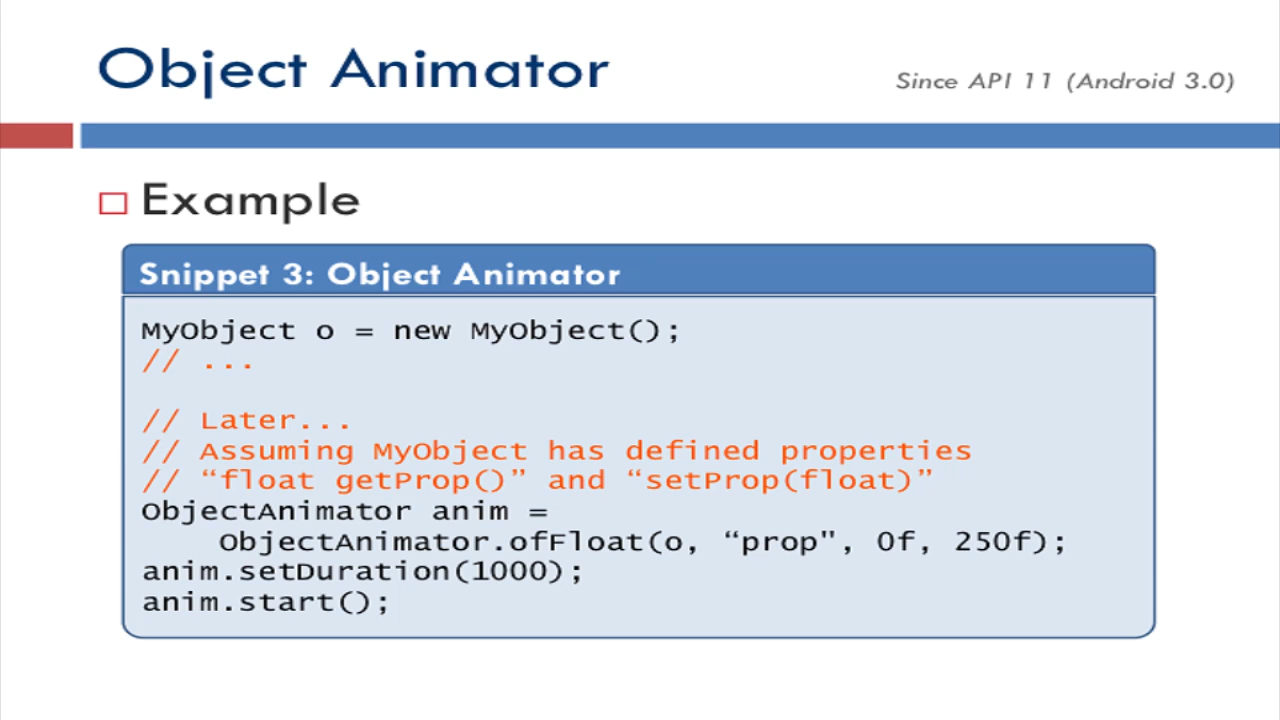 Object Animator
Since API 11 (Android 3.0)
Example
Snippet 3: Object Animator
MyObject o = new MyObject();
// ...
// Later...
// Assuming MyObject has defined properties
// “float getProp()” and “setProp(float)”
ObjectAnimator anim =
ObjectAnimator.ofFloat(o, “prop", 0f, 250f);
anim.setDuration(1000);
anim.start();